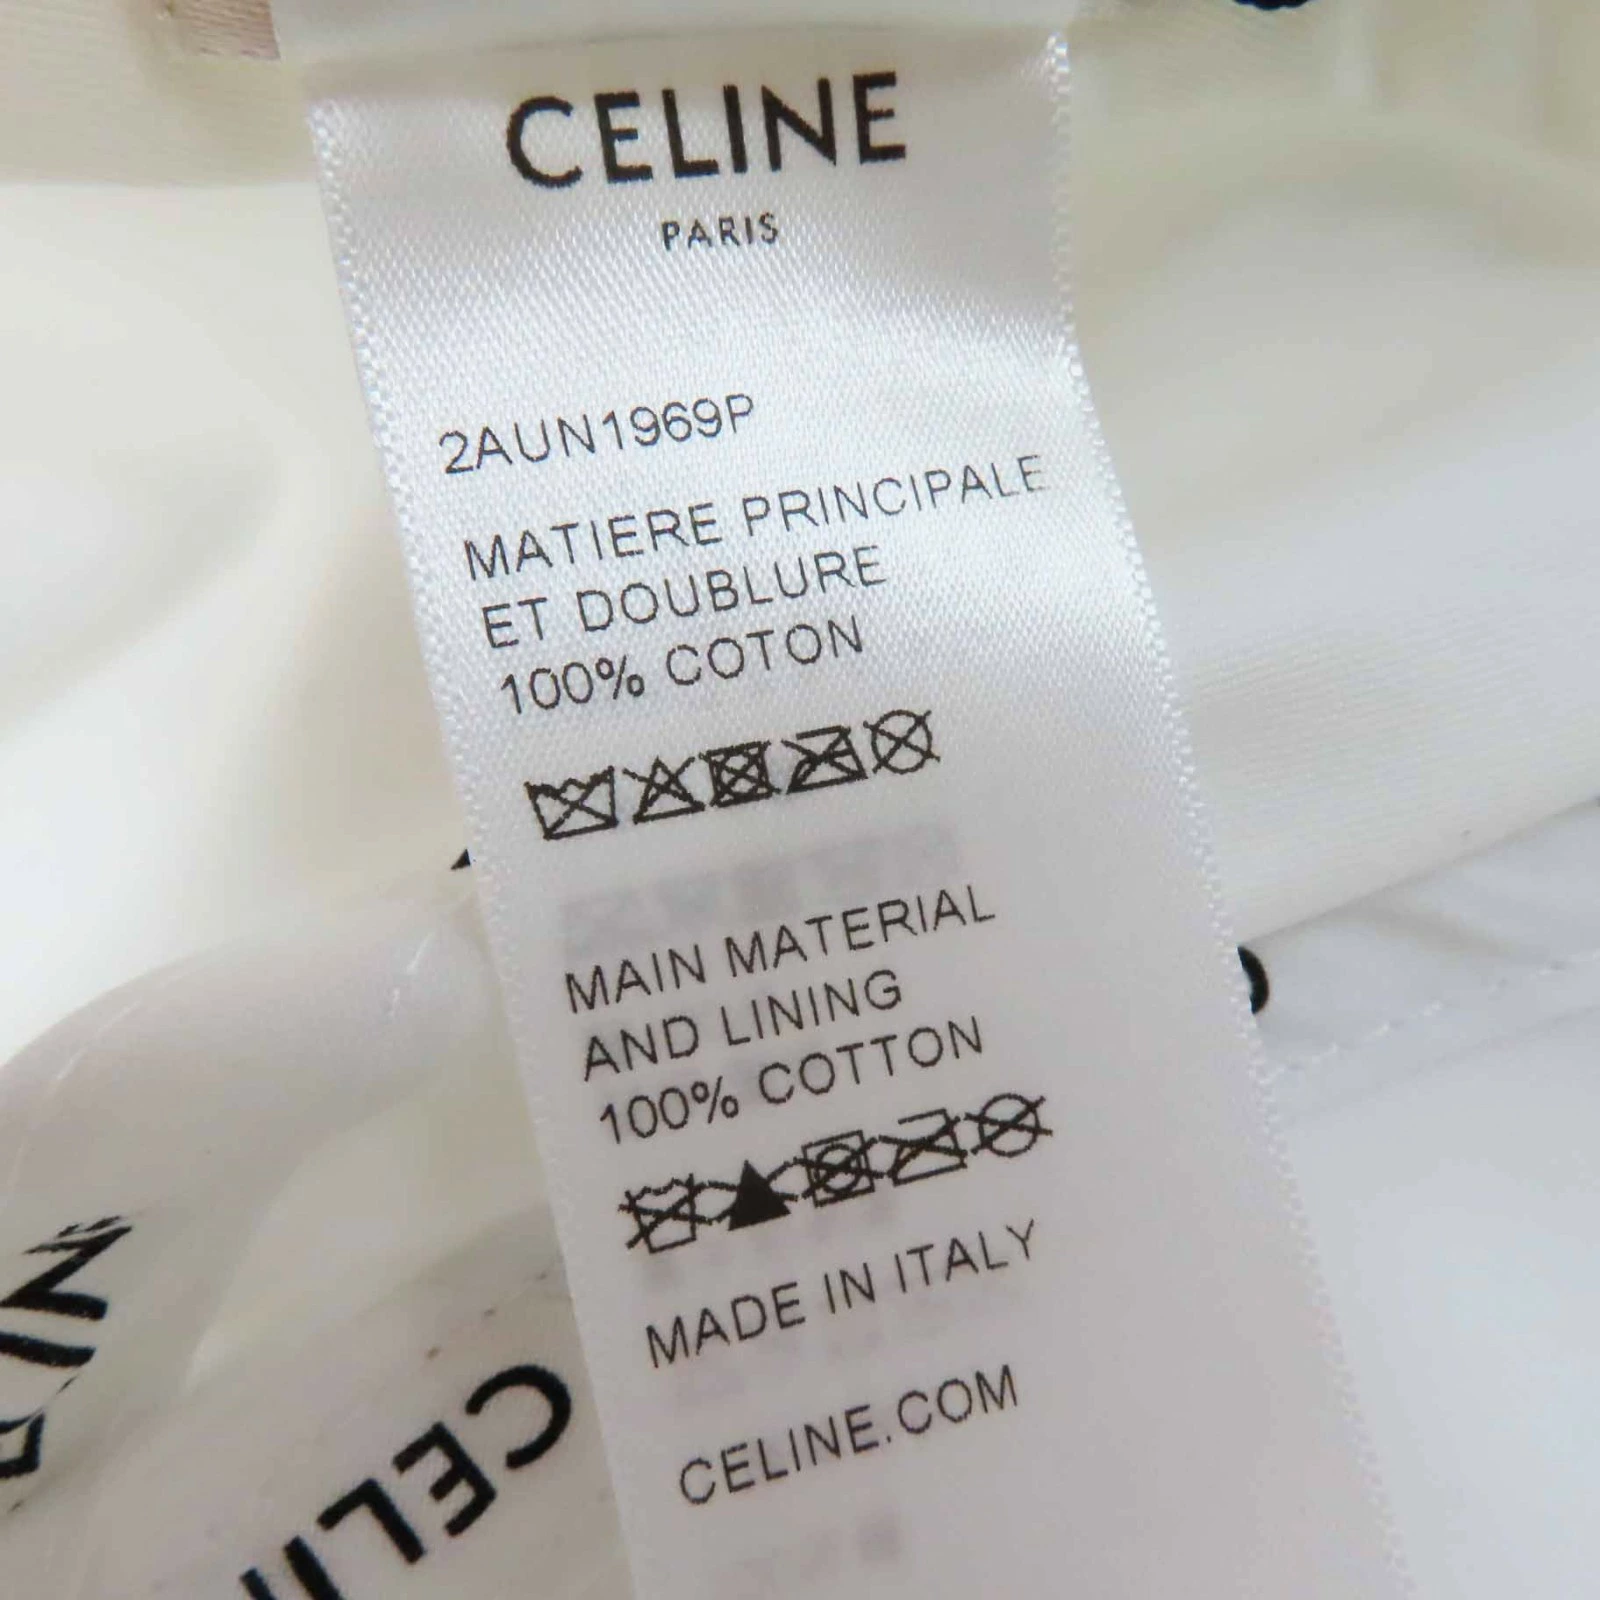 CELINE
PARIS
2AUN1969P
MATIERE PRINCIPALE
ET DOUBLURE
100% COTON
MAIN MATERIAL
AND LINING
100% COTTON
MADE IN ITALY
CELINE.COM